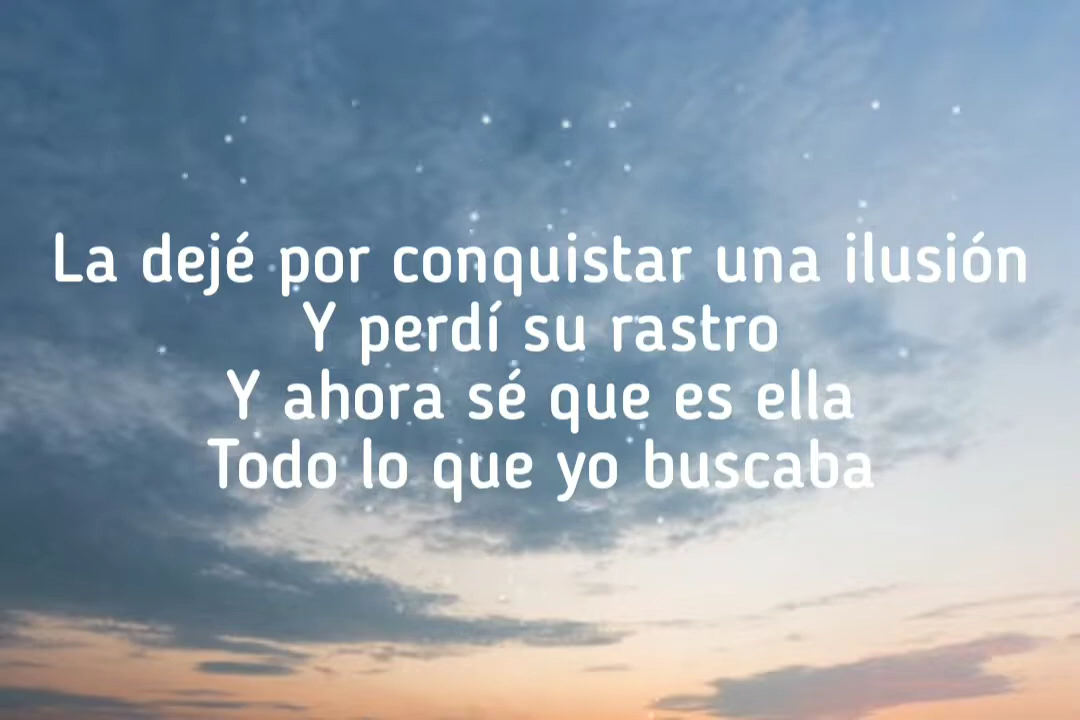 La dejé por conquistar una ilusión
Y perdí su rastro
Y ahora sé que es ella
Todo lo que yo buscaba